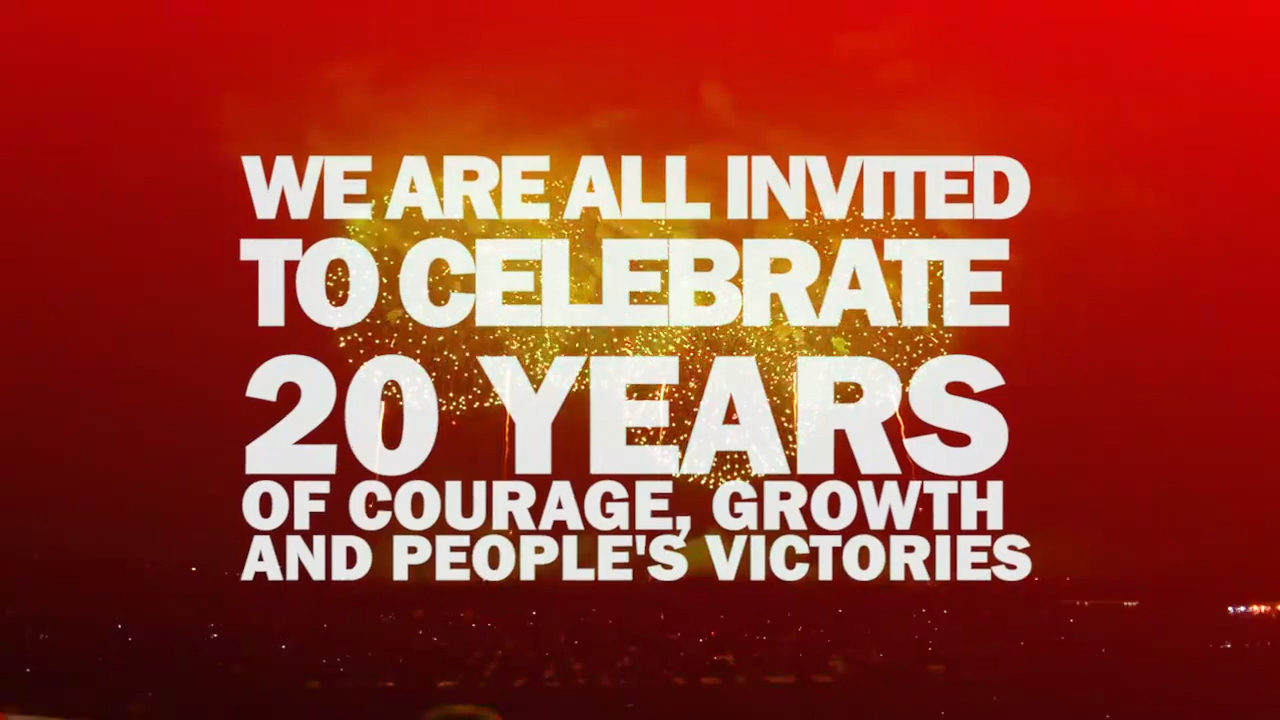 WE ARE ALL INVITED
TO CELEBRATE
20 YEARS
OF COURAGE, GROWTH
AND PEOPLE'S VICTORIES